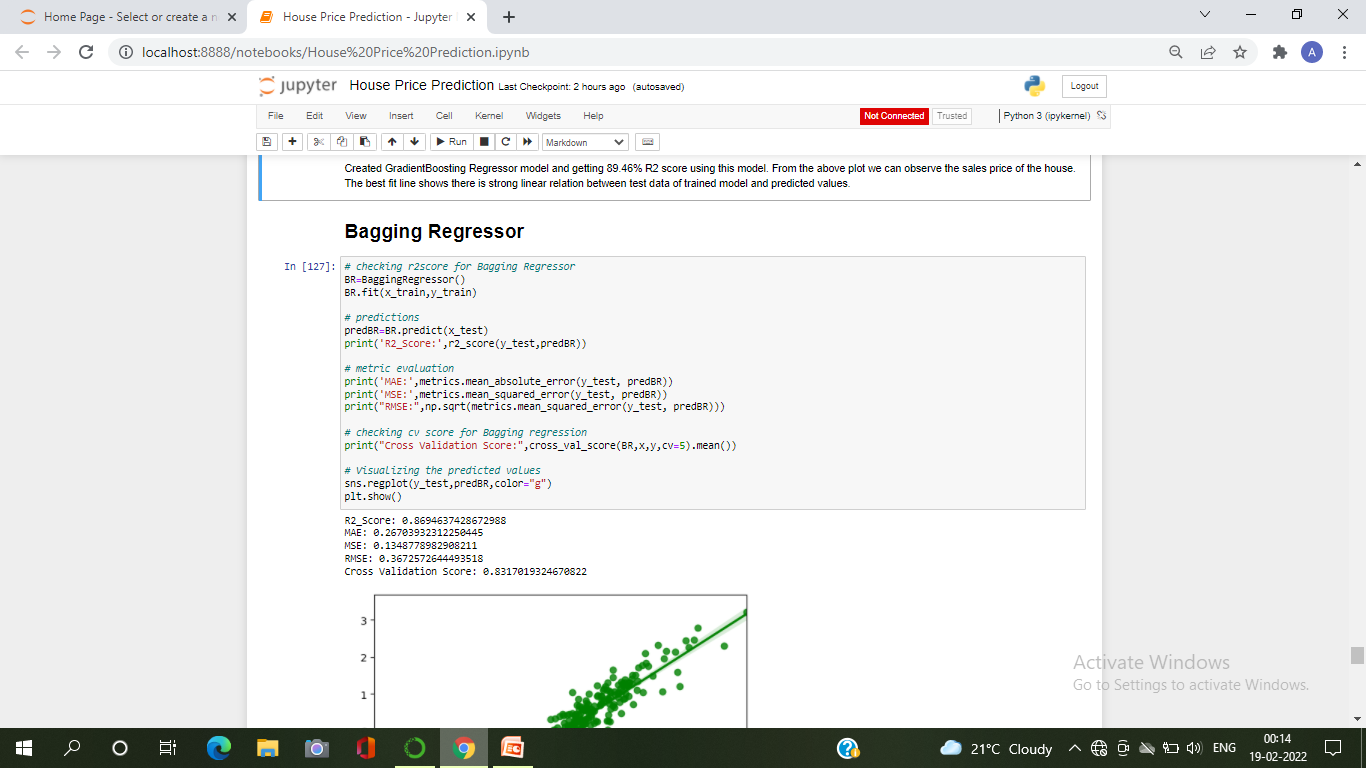 Home Page - Select or create a n
House Price Prediction - Jupyter
localhost:8888/notebooks/House%20Price%20Prediction.ipynb
A
jupyter House Price Prediction Last Checkpoint: 2 hours ago (autosaved)
Logout
File Edit View Insert Cell Kernel Widgets Help
Not Connected Trusted Python 3 (ipykernel)
Run Markdown
Created GradientBoosting Regressor model and getting 89.46% R2 score using this model. From the above plot we can observe the sales price of the house.
The best fit line shows there is strong linear relation between test data of trained model and predicted values.
Bagging Regressor
In [127]: # checking r2score for Bagging Regressor
BR=BaggingRegressor()
BR.fit(x_train,y_train)
# predictions
predBR=BR.predict(x_test)
print('R2_Score:',r2_score(y_test,predBR))
# metric evaluation
print('MAE:',metrics.mean_absolute_error(y_test, predBR))
print('MSE:',metrics.mean_squared_error(y_test, predBR))
print("RMSE:",np.sqrt(metrics.mean_squared_error(y_test, predBR)))
# checking cv score for Bagging regression
print("Cross Validation Score:",cross_val_score(BR,x,y,cv=5).mean())
# Visualizing the predicted values
sns.regplot(y_test,predBR,color="g")
plt.show()
R2_Score: 0.8694637428672988
MAE: 0.26703932312250445
MSE: 0.1348778982908211
RMSE: 0.3672572644493518
Cross Validation Score: 0.8317019324670822
3
2
1
Activate Windows
Go to Settings to activate Windows.
21°C Cloudy
ENG
00:14
19-02-2022